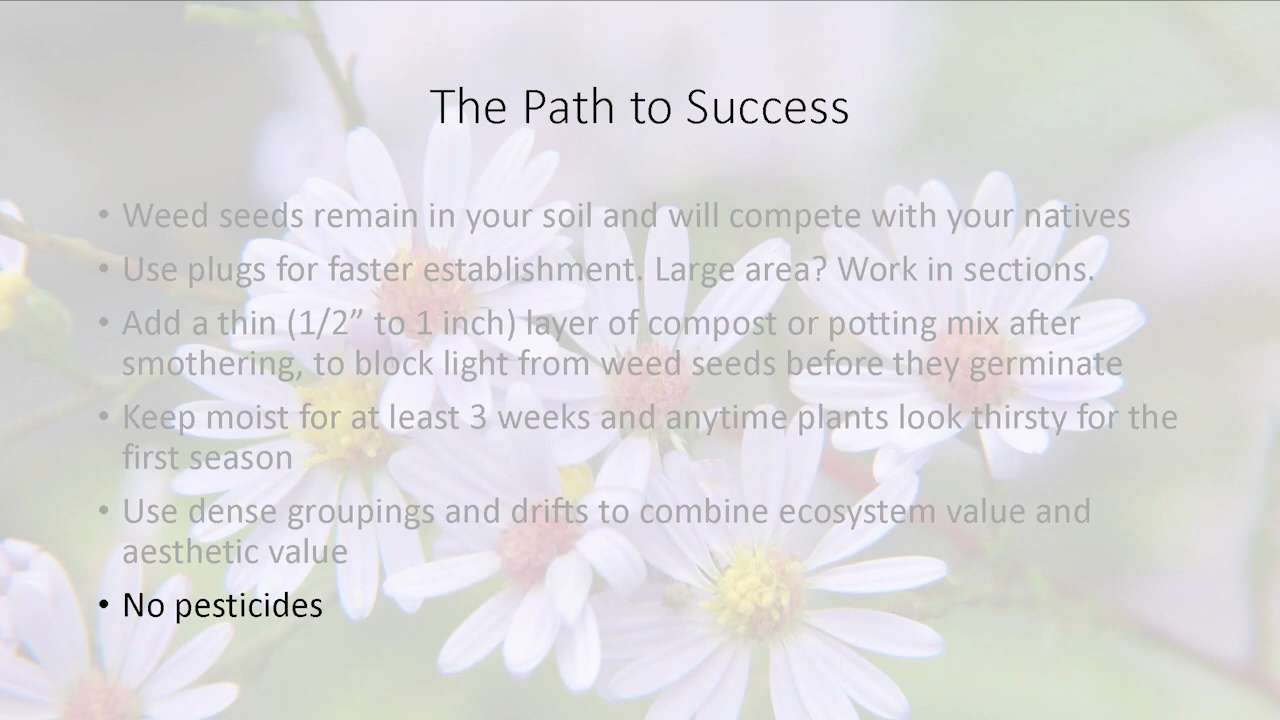 The Path to Success
• Weed seeds remain in your soil and will compete with your natives
• Use plugs for faster establishment. Large area? Work in sections.
• Add a thin (1/2” to 1 inch) layer of compost or potting mix after
smothering, to block light from weed seeds before they germinate
• Keep moist for at least 3 weeks and anytime plants look thirsty for the
first season
• Use dense groupings and drifts to combine ecosystem value and
aesthetic value
• No pesticides